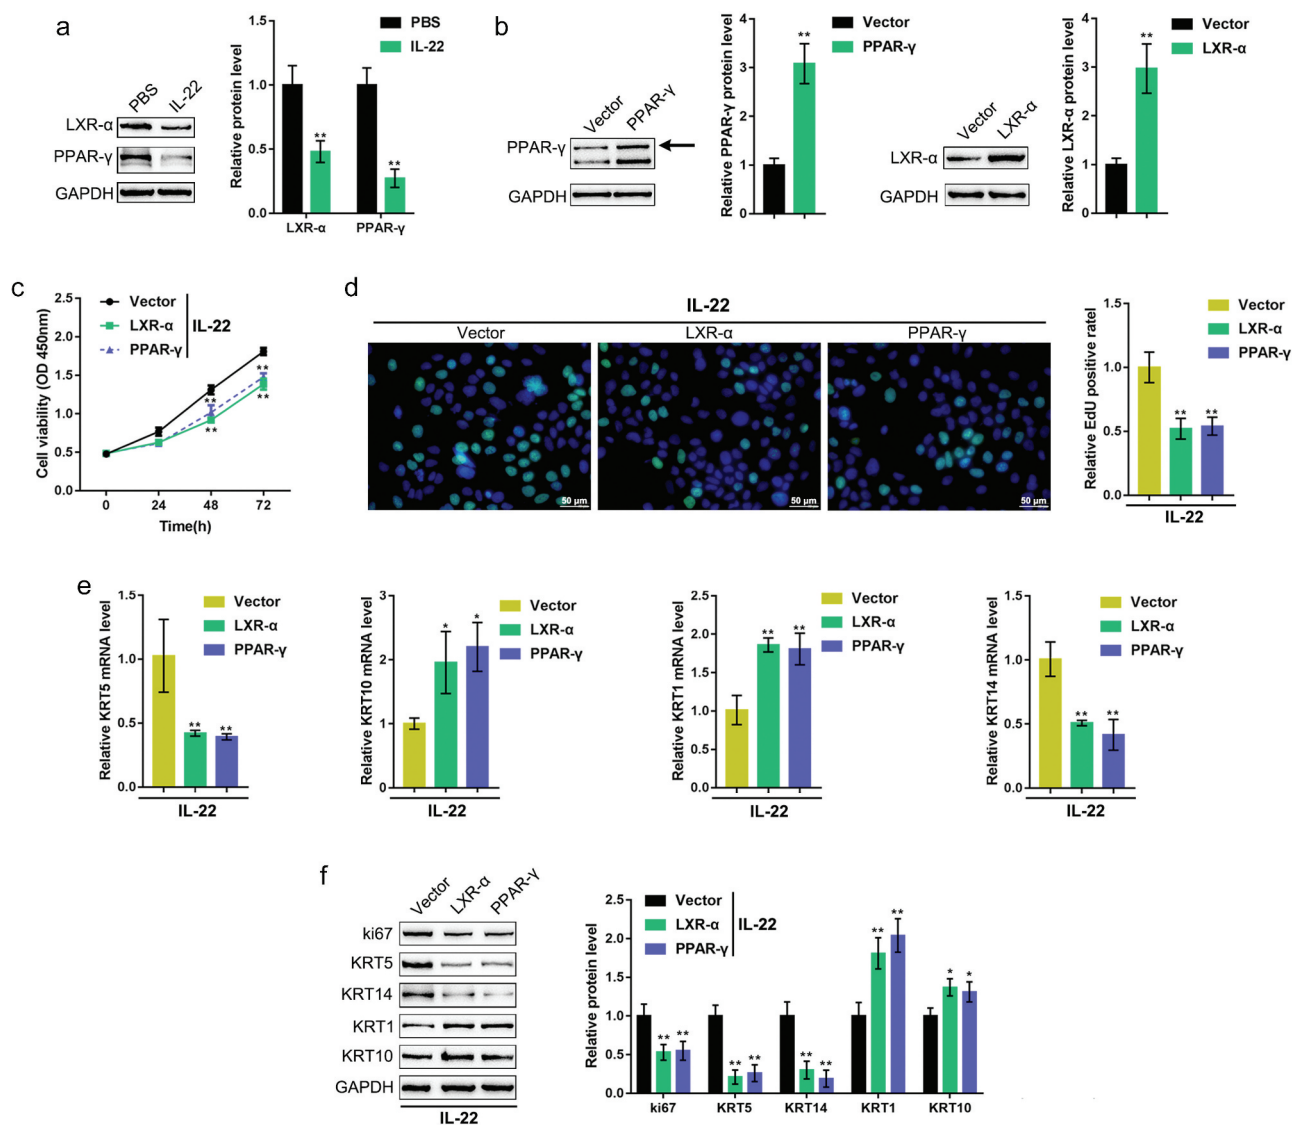 a
PBS
IL-22
LXR-α
PPAR-γ
GAPDH
Relative protein level
1.5
1.0
0.5
0.0
PBS
IL-22
**
**
LXR-α
PPAR-γ
b
Vector
PPAR-γ
PPAR-γ
GAPDH
Relative PPAR-γ protein level
4
3
2
1
0
**
Vector
PPAR-γ
Vector
LXR-α
LXR-α
GAPDH
Relative LXR-α protein level
4
3
2
1
0
**
Vector
LXR-α
c
Cell viability (OD 450nm)
2.5
2.0
1.5
1.0
0.5
0.0
Vector
LXR-α
PPAR-γ
IL-22
**
**
**
**
0
24
48
72
Time(h)
d
IL-22
Vector
LXR-α
PPAR-γ
50 μm
50 μm
50 μm
Relative EdU positive ratel
1.5
1.0
0.5
0.0
**
**
IL-22
Vector
LXR-α
PPAR-γ
e
Relative KRT5 mRNA level
1.5
1.0
0.5
0.0
**
**
IL-22
Vector
LXR-α
PPAR-γ
Relative KRT10 mRNA level
3
2
1
0
*
*
IL-22
Vector
LXR-α
PPAR-γ
Relative KRT1 mRNA level
2.5
2.0
1.5
1.0
0.5
0.0
**
**
IL-22
Vector
LXR-α
PPAR-γ
Relative KRT14 mRNA level
1.5
1.0
0.5
0.0
**
**
IL-22
Vector
LXR-α
PPAR-γ
f
Vector
LXR-α
PPAR-γ
ki67
KRT5
KRT14
KRT1
KRT10
GAPDH
IL-22
Relative protein level
2.5
2.0
1.5
1.0
0.5
0.0
Vector
LXR-α
PPAR-γ
IL-22
**
**
**
**
**
**
**
**
*
*
ki67
KRT5
KRT14
KRT1
KRT10